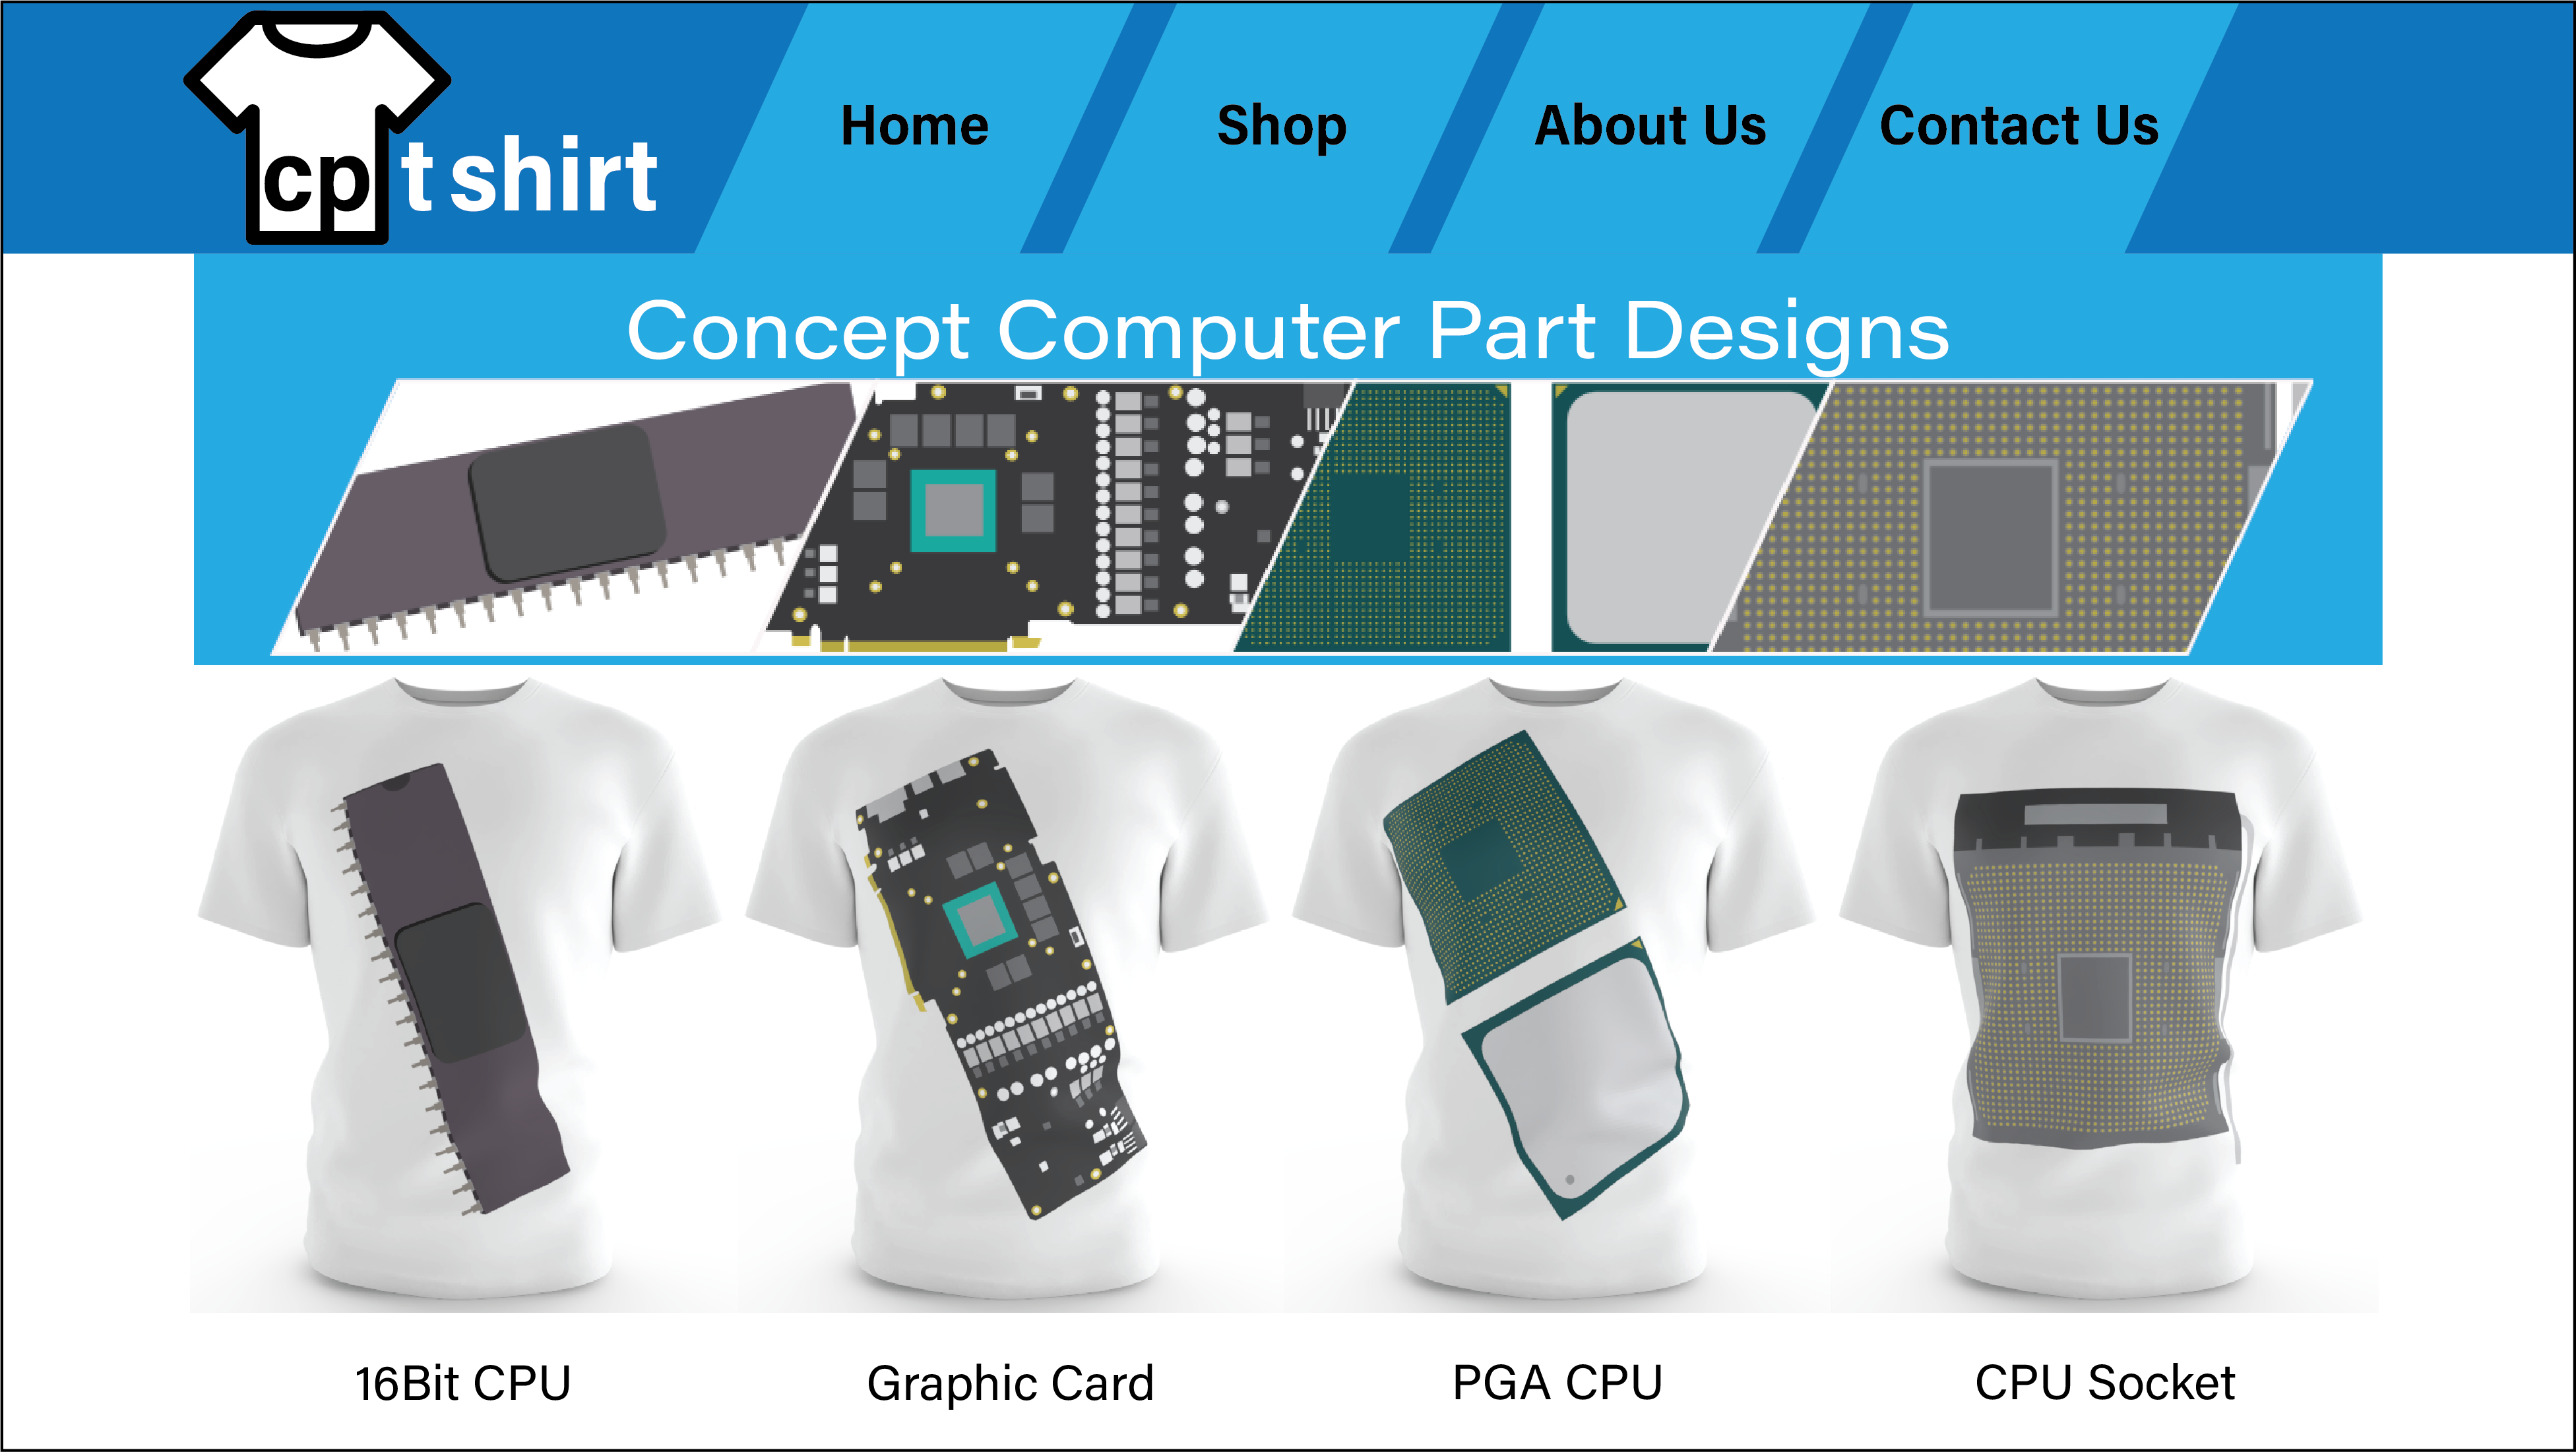 cpt shirt
Home
Shop
About Us
Contact Us
Concept Computer Part Designs
16Bit CPU
Graphic Card
PGA CPU
CPU Socket